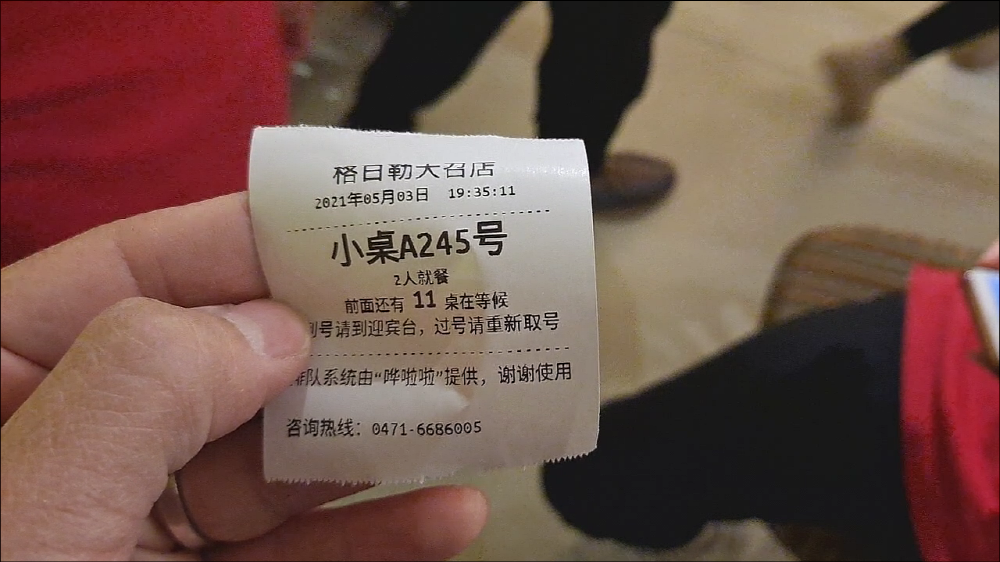 格日勒大召店
2021年05月03日 19:35:11
小桌A245号
2人就餐
前面还有 11 桌在等候
号请到迎宾台，过号请重新取号
队系统由“哗啦啦”提供，谢谢使用
咨询热线：0471-6686005